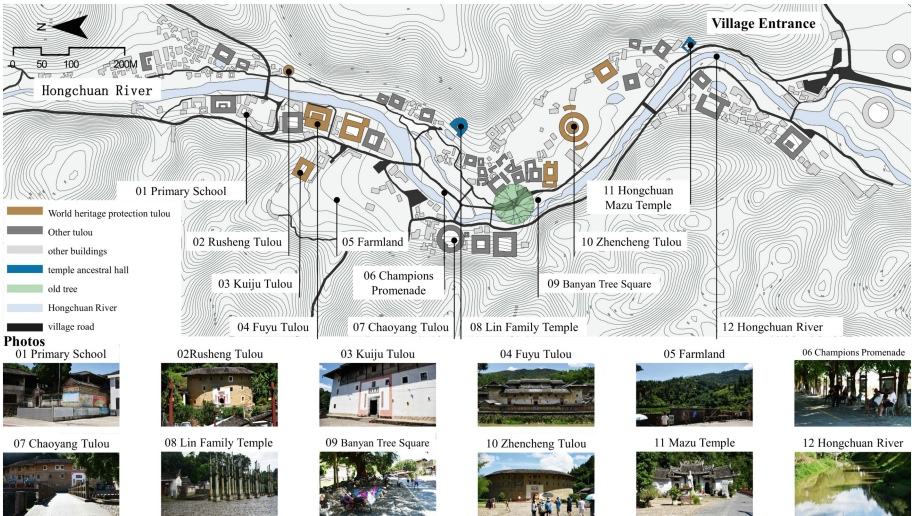 Village Entrance
N
0 50 100 200M
Hongchuan River
01 Primary School
11 Hongchuan
Mazu Temple
World heritage protection tulou
Other tulou
other buildings
temple ancestral hall
old tree
Hongchuan River
village road
02 Rusheng Tulou
05 Farmland
10 Zhencheng Tulou
03 Kuiju Tulou
06 Champions
Promenade
09 Banyan Tree Square
04 Fuyu Tulou
07 Chaoyang Tulou
08 Lin Family Temple
12 Hongchuan River
Photos
01 Primary School
02Rusheng Tulou
03 Kuiju Tulou
04 Fuyu Tulou
05 Farmland
06 Champions Promenade
07 Chaoyang Tulou
08 Lin Family Temple
09 Banyan Tree Square
10 Zhencheng Tulou
11 Mazu Temple
12 Hongchuan River